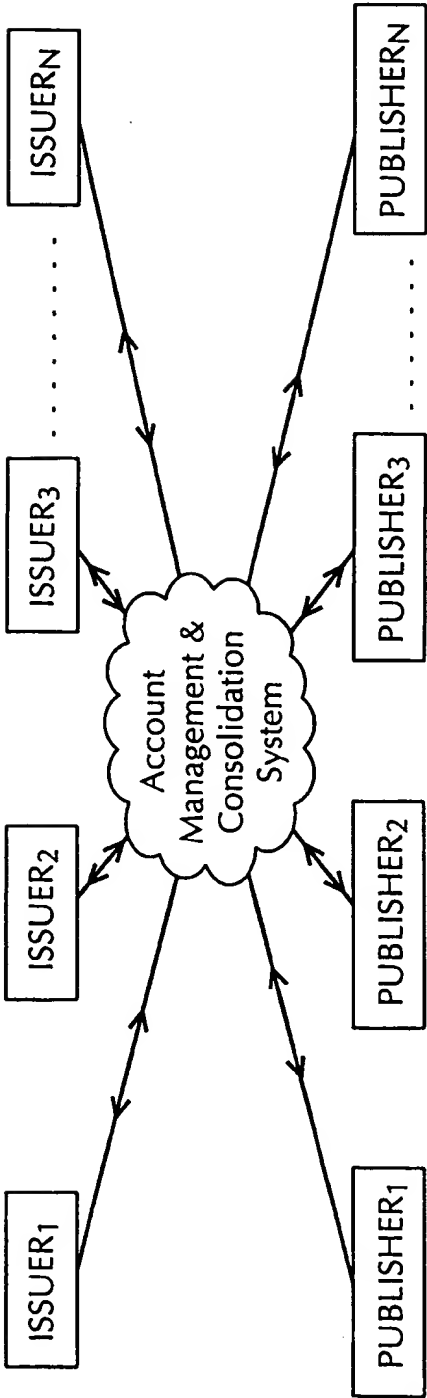 ISSUER1
ISSUER2
ISSUER3
ISSUERN
Account
Management &
Consolidation
System
PUBLISHER1
PUBLISHER2
PUBLISHER3
PUBLISHERN